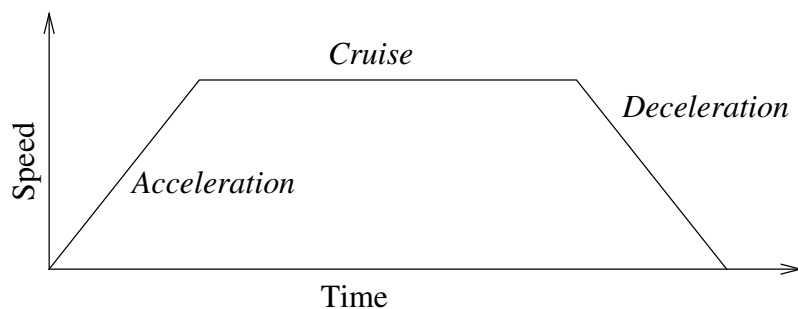 Cruise
Deceleration
Acceleration
Speed
Time